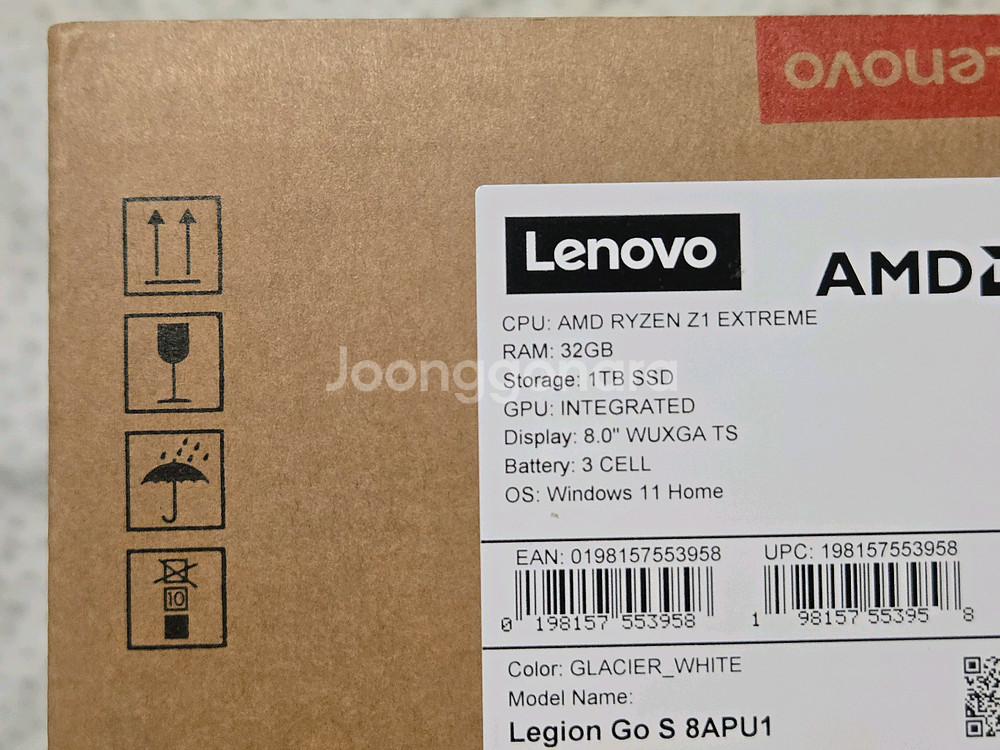 Lenovo
Lenovo
AMD
CPU: AMD RYZEN Z1 EXTREME
RAM: 32GB
Joonggonara
Storage: 1TB SSD
GPU: INTEGRATED
Display: 8.0" WUXGA TS
Battery: 3 CELL
OS: Windows 11 Home
EAN: 0198157553958 UPC: 198157553958
0 198157 553958 1 98157 55395 8
10
Color: GLACIER_WHITE
Model Name:
Legion Go S 8APU1